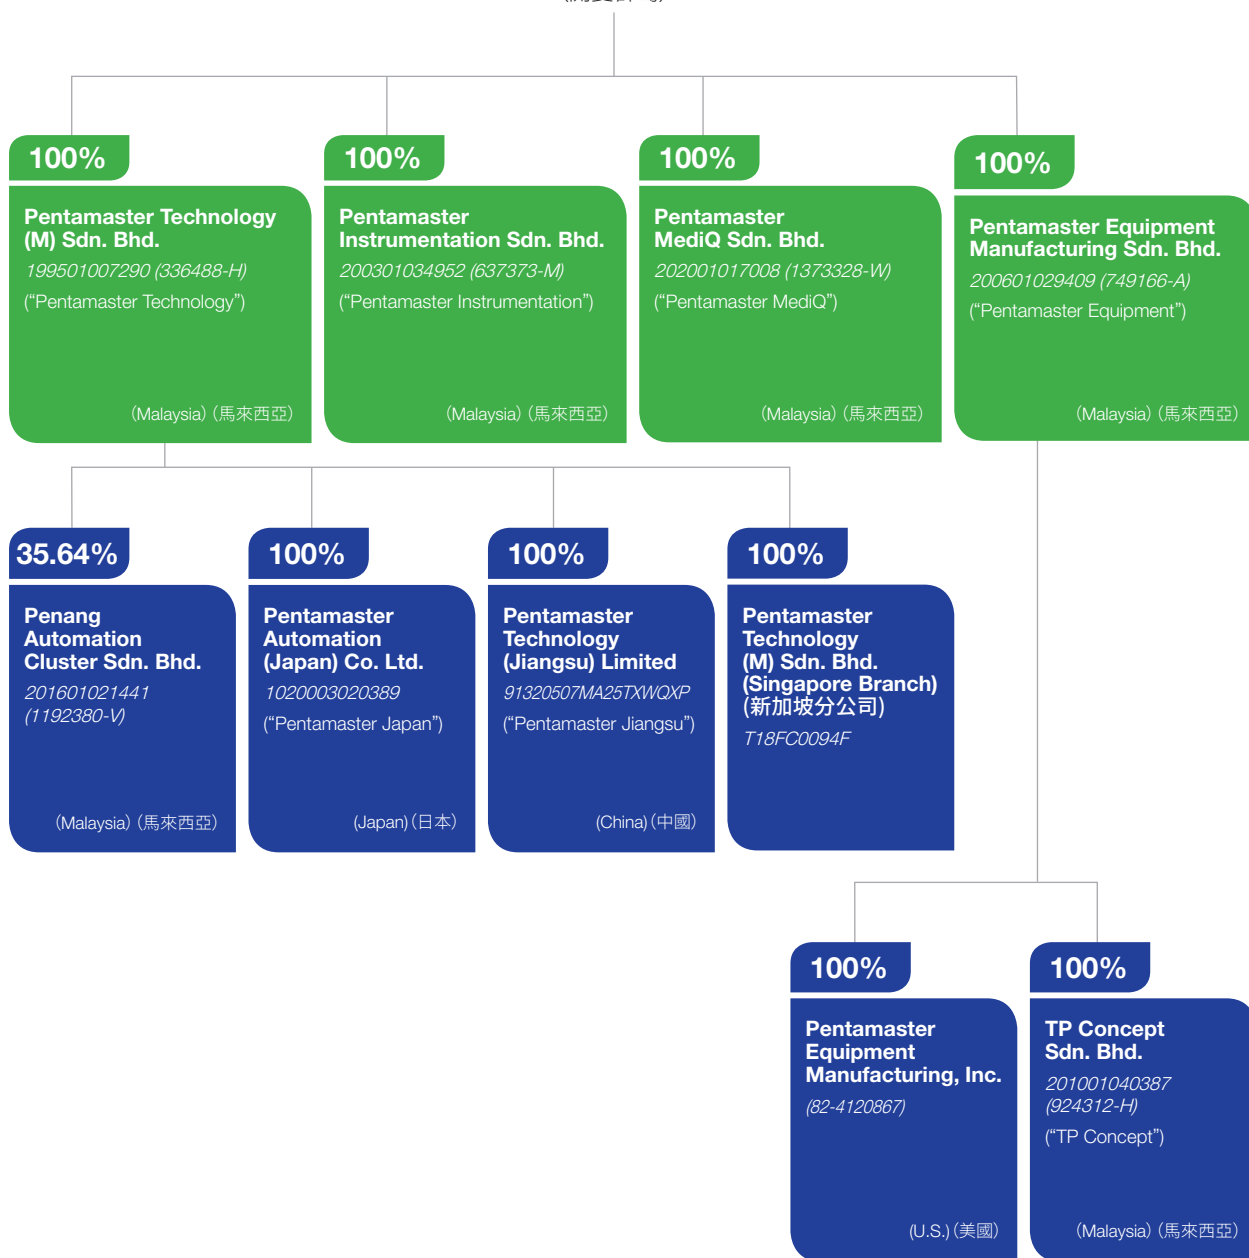 100%
Pentamaster Technology
(M) Sdn. Bhd.
199501007290 (336488-H)
(“Pentamaster Technology”)
(Malaysia) (馬來西亞)
100%
Pentamaster
Instrumentation Sdn. Bhd.
200301034952 (637373-M)
(“Pentamaster Instrumentation”)
(Malaysia) (馬來西亞)
100%
Pentamaster
MediQ Sdn. Bhd.
202001017008 (1373328-W)
(“Pentamaster MediQ”)
(Malaysia) (馬來西亞)
100%
Pentamaster Equipment
Manufacturing Sdn. Bhd.
200601029409 (749166-A)
(“Pentamaster Equipment”)
(Malaysia) (馬來西亞)
35.64%
Penang
Automation
Cluster Sdn. Bhd.
201601021441
(1192380-V)
(Malaysia) (馬來西亞)
100%
Pentamaster
Automation
(Japan) Co. Ltd.
1020003020389
(“Pentamaster Japan”)
(Japan) (日本)
100%
Pentamaster
Technology
(Jiangsu) Limited
91320507MA25TXWQXP
(“Pentamaster Jiangsu”)
(China) (中國)
100%
Pentamaster
Technology
(M) Sdn. Bhd.
(Singapore Branch)
(新加坡分公司)
T18FC0094F
100%
Pentamaster
Equipment
Manufacturing, Inc.
(82-4120867)
(U.S.) (美國)
100%
TP Concept
Sdn. Bhd.
201001040387
(924312-H)
(“TP Concept”)
(Malaysia) (馬來西亞)